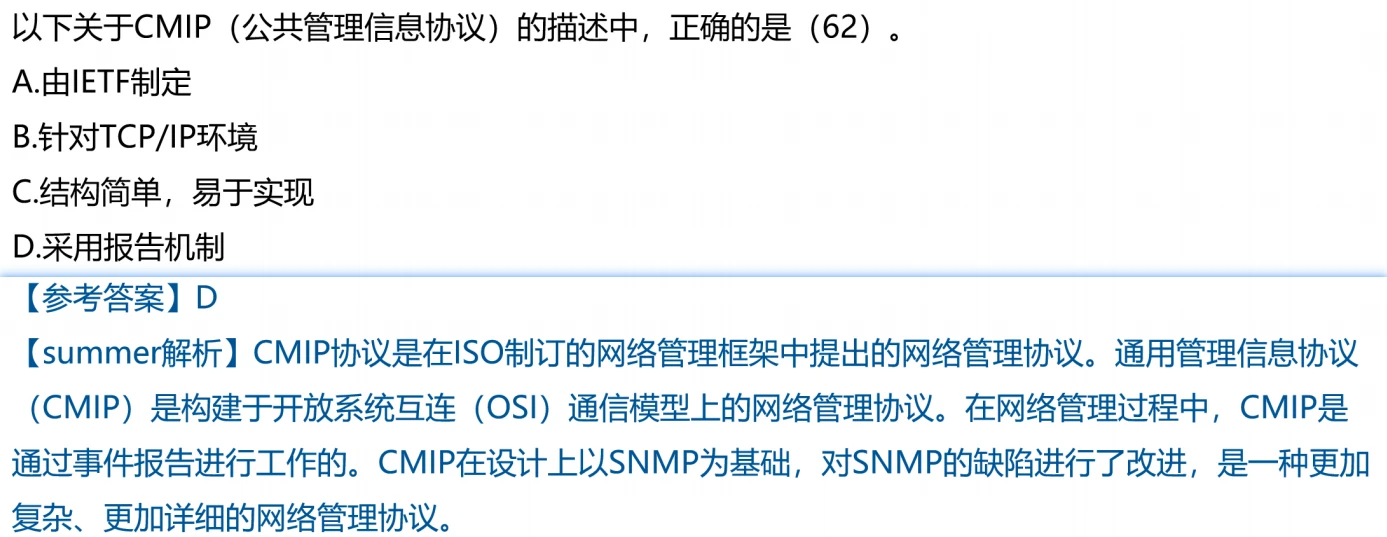 以下关于CMIP（公共管理信息协议）的描述中，正确的是（62）。
A.由IETF制定
B.针对TCP/IP环境
C.结构简单，易于实现
D.采用报告机制
【参考答案】D
【summer解析】CMIP协议是在ISO制订的网络管理框架中提出的网络管理协议。通用管理信息协议
（CMIP）是构建于开放系统互连（OSI）通信模型上的网络管理协议。在网络管理过程中，CMIP是
通过事件报告进行工作的。CMIP在设计上以SNMP为基础，对SNMP的缺陷进行了改进，是一种更加
复杂、更加详细的网络管理协议。